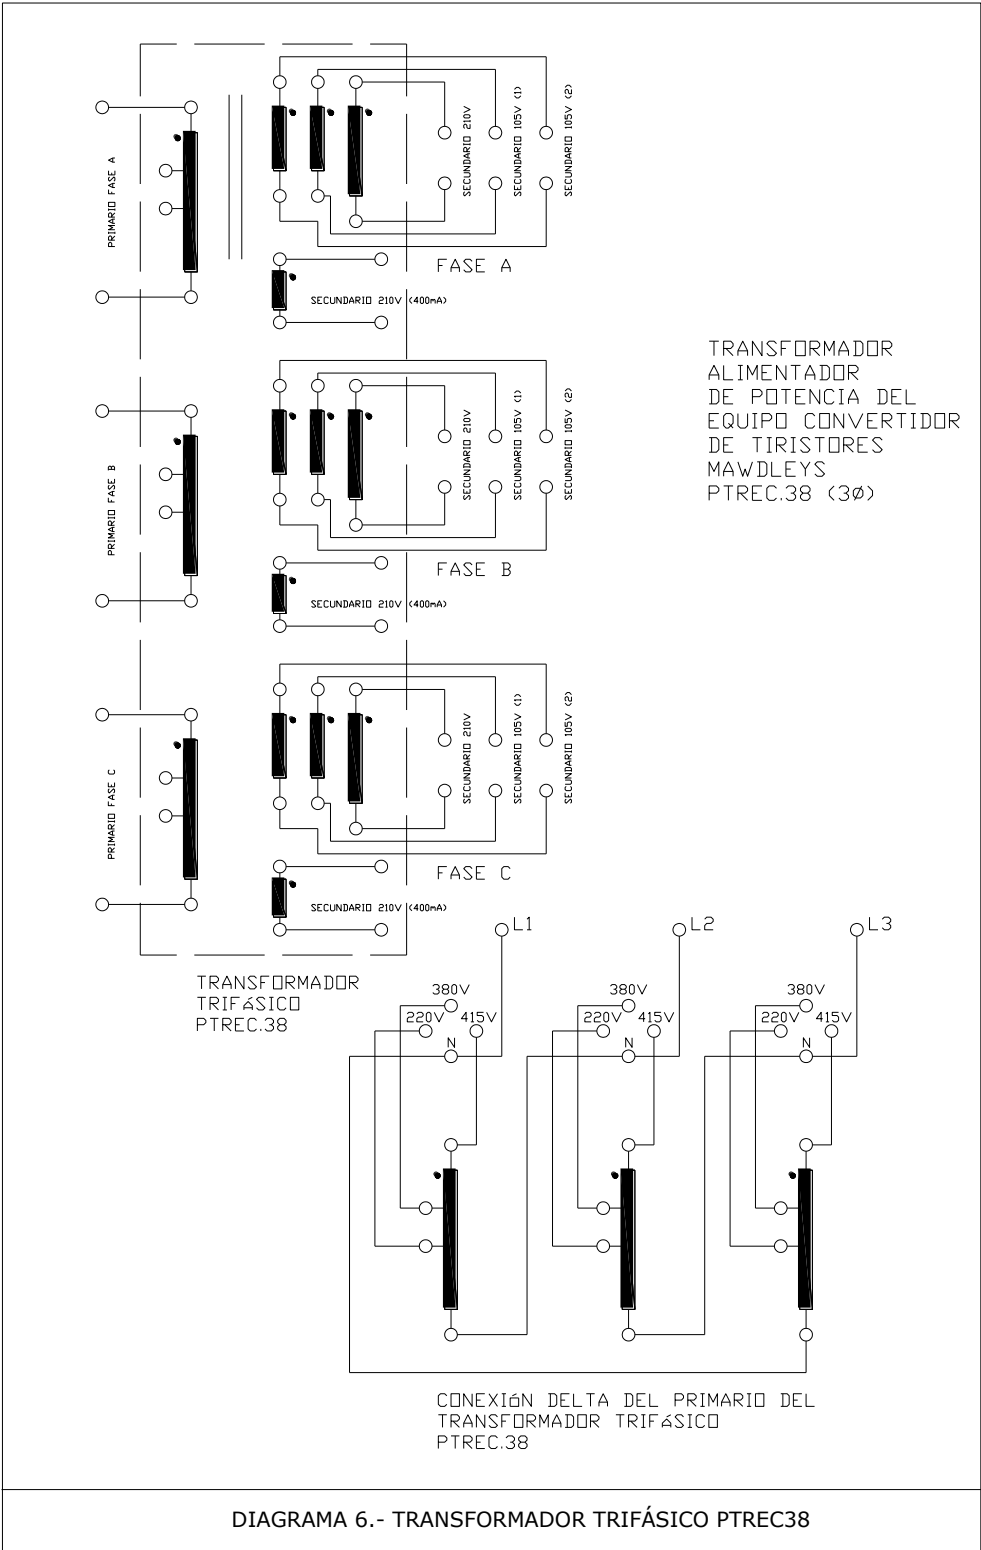 PRIMARIO FASE A
SECUNDARIO 210V
SECUNDARIO 105V (1)
SECUNDARIO 105V (2)
FASE A
SECUNDARIO 210V (400mA)
PRIMARIO FASE B
SECUNDARIO 210V
SECUNDARIO 105V (1)
SECUNDARIO 105V (2)
FASE B
SECUNDARIO 210V (400mA)
PRIMARIO FASE C
SECUNDARIO 210V
SECUNDARIO 105V (1)
SECUNDARIO 105V (2)
FASE C
SECUNDARIO 210V (400mA)
TRANSFORMADOR
ALIMENTADOR
DE POTENCIA DEL
EQUIPO CONVERTIDOR
DE TIRISTORES
MAWDLEYS
PTREC.38 (3Ø)
TRANSFORMADOR
TRIFáSICO
PTREC.38
L1
L2
L3
380V
220V
415V
N
380V
220V
415V
N
380V
220V
415V
N
CONEXIóN DELTA DEL PRIMARIO DEL
TRANSFORMADOR TRIFáSICO
PTREC.38
DIAGRAMA 6.- TRANSFORMADOR TRIFÁSICO PTREC38